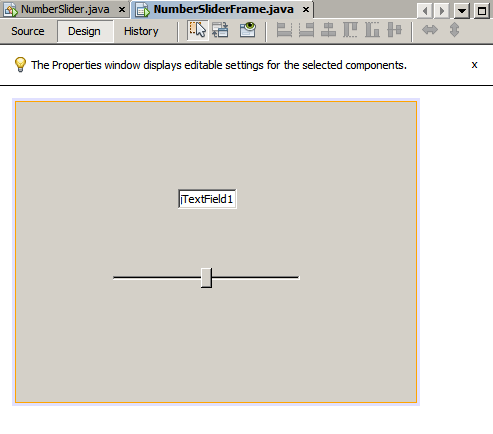 NumberSlider.java x NumberSliderFrame.java x
Source Design History
The Properties window displays editable settings for the selected components. x
jTextField1